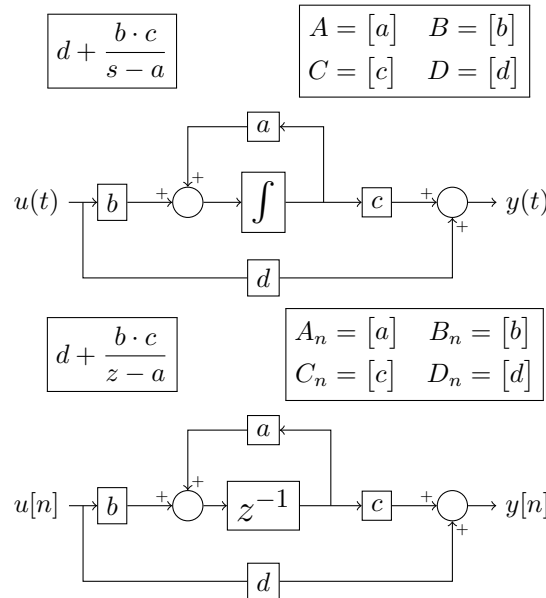 d + \frac{b \cdot c}{s - a}
A = [a] B = [b]
C = [c] D = [d]
a
+
u(t) b + ∫ c + y(t)
+
d
d + \frac{b \cdot c}{z - a}
A_n = [a] B_n = [b]
C_n = [c] D_n = [d]
a
+
u[n] b + z^{-1} c + y[n]
+
d